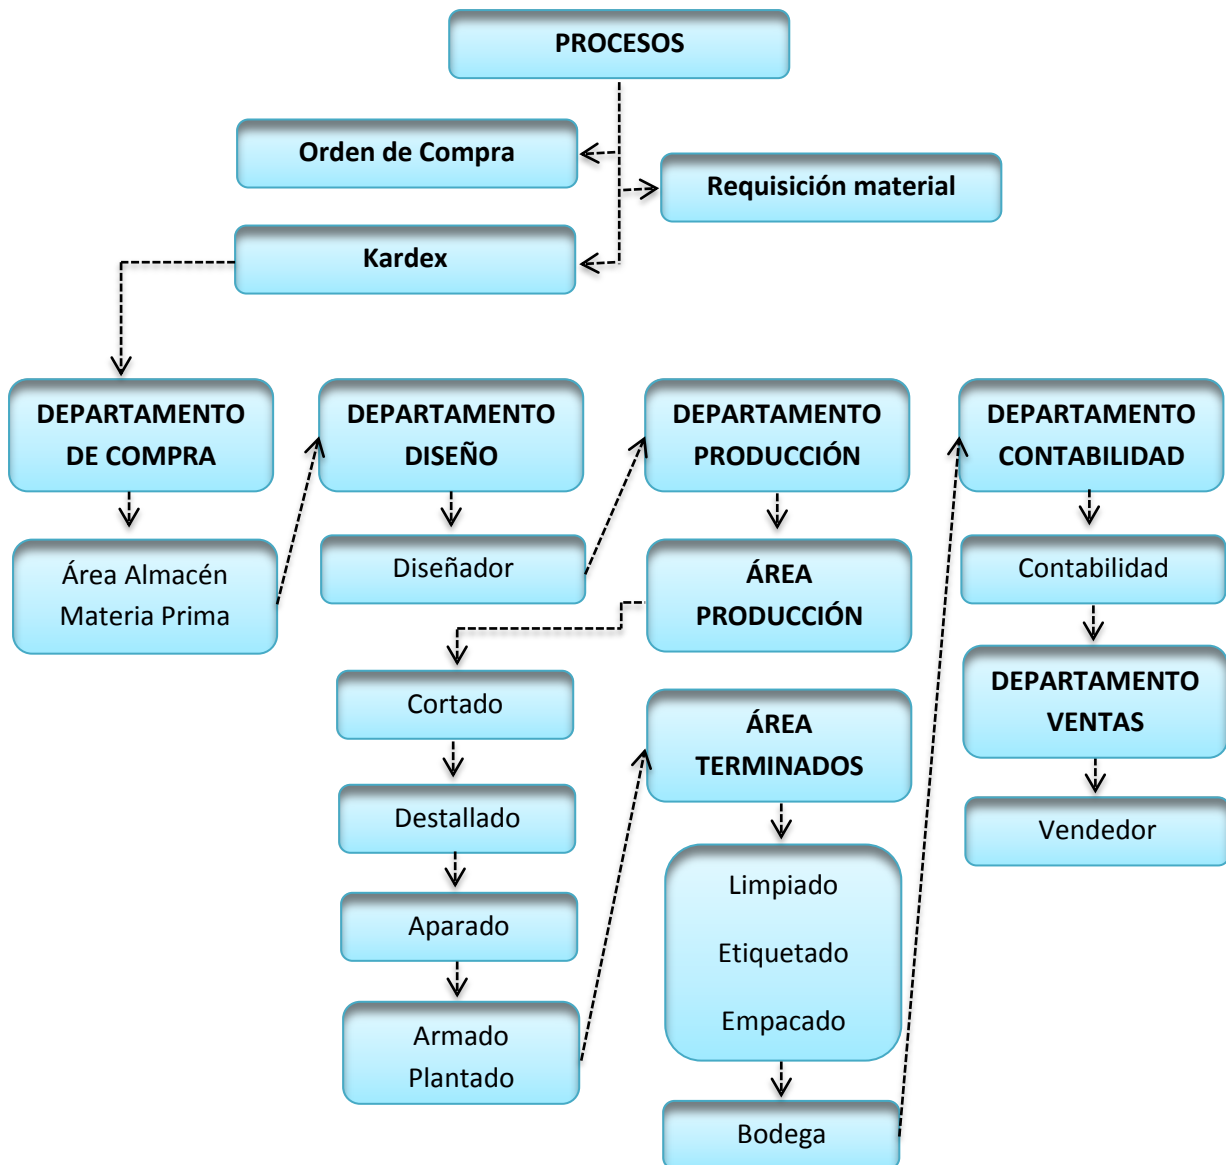 PROCESOS
Orden de Compra
Requisición material
Kardex
DEPARTAMENTO
DE COMPRA
Área Almacén
Materia Prima
DEPARTAMENTO
DISEÑO
Diseñador
DEPARTAMENTO
PRODUCCIÓN
ÁREA
PRODUCCIÓN
Cortado
Destallado
Aparado
Armado
Plantado
ÁREA
TERMINADOS
Limpiado
Etiquetado
Empacado
Bodega
DEPARTAMENTO
CONTABILIDAD
Contabilidad
DEPARTAMENTO
VENTAS
Vendedor